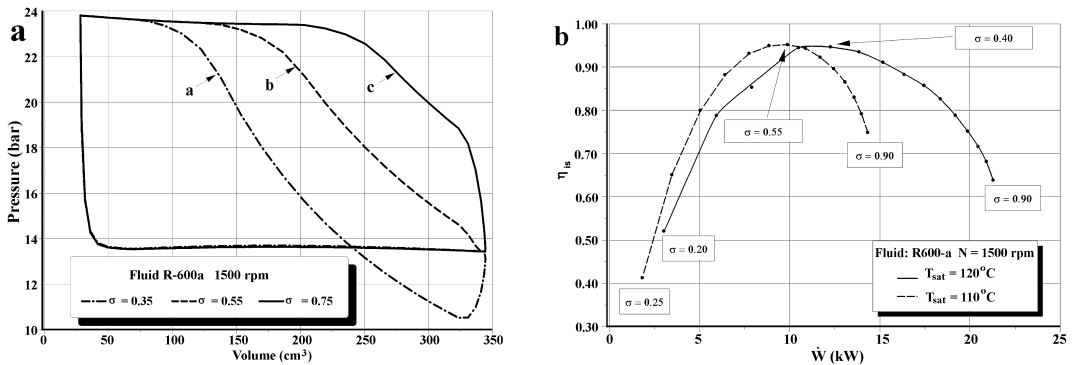 a
24
22
20
18
16
14
12
10
Pressure (bar)
a
b
c
Fluid R-600a 1500 rpm
σ = 0.35
σ = 0.55
σ = 0.75
0
50
100
150
200
250
300
350
Volume (cm³)
b
1.00
0.90
0.80
0.70
0.60
0.50
0.40
0.30
η is
σ = 0.40
σ = 0.55
σ = 0.90
σ = 0.90
σ = 0.20
σ = 0.25
Fluid: R600-a N = 1500 rpm
Tsat = 120°C
Tsat = 110°C
0
5
10
15
20
25
Ẇ (kW)